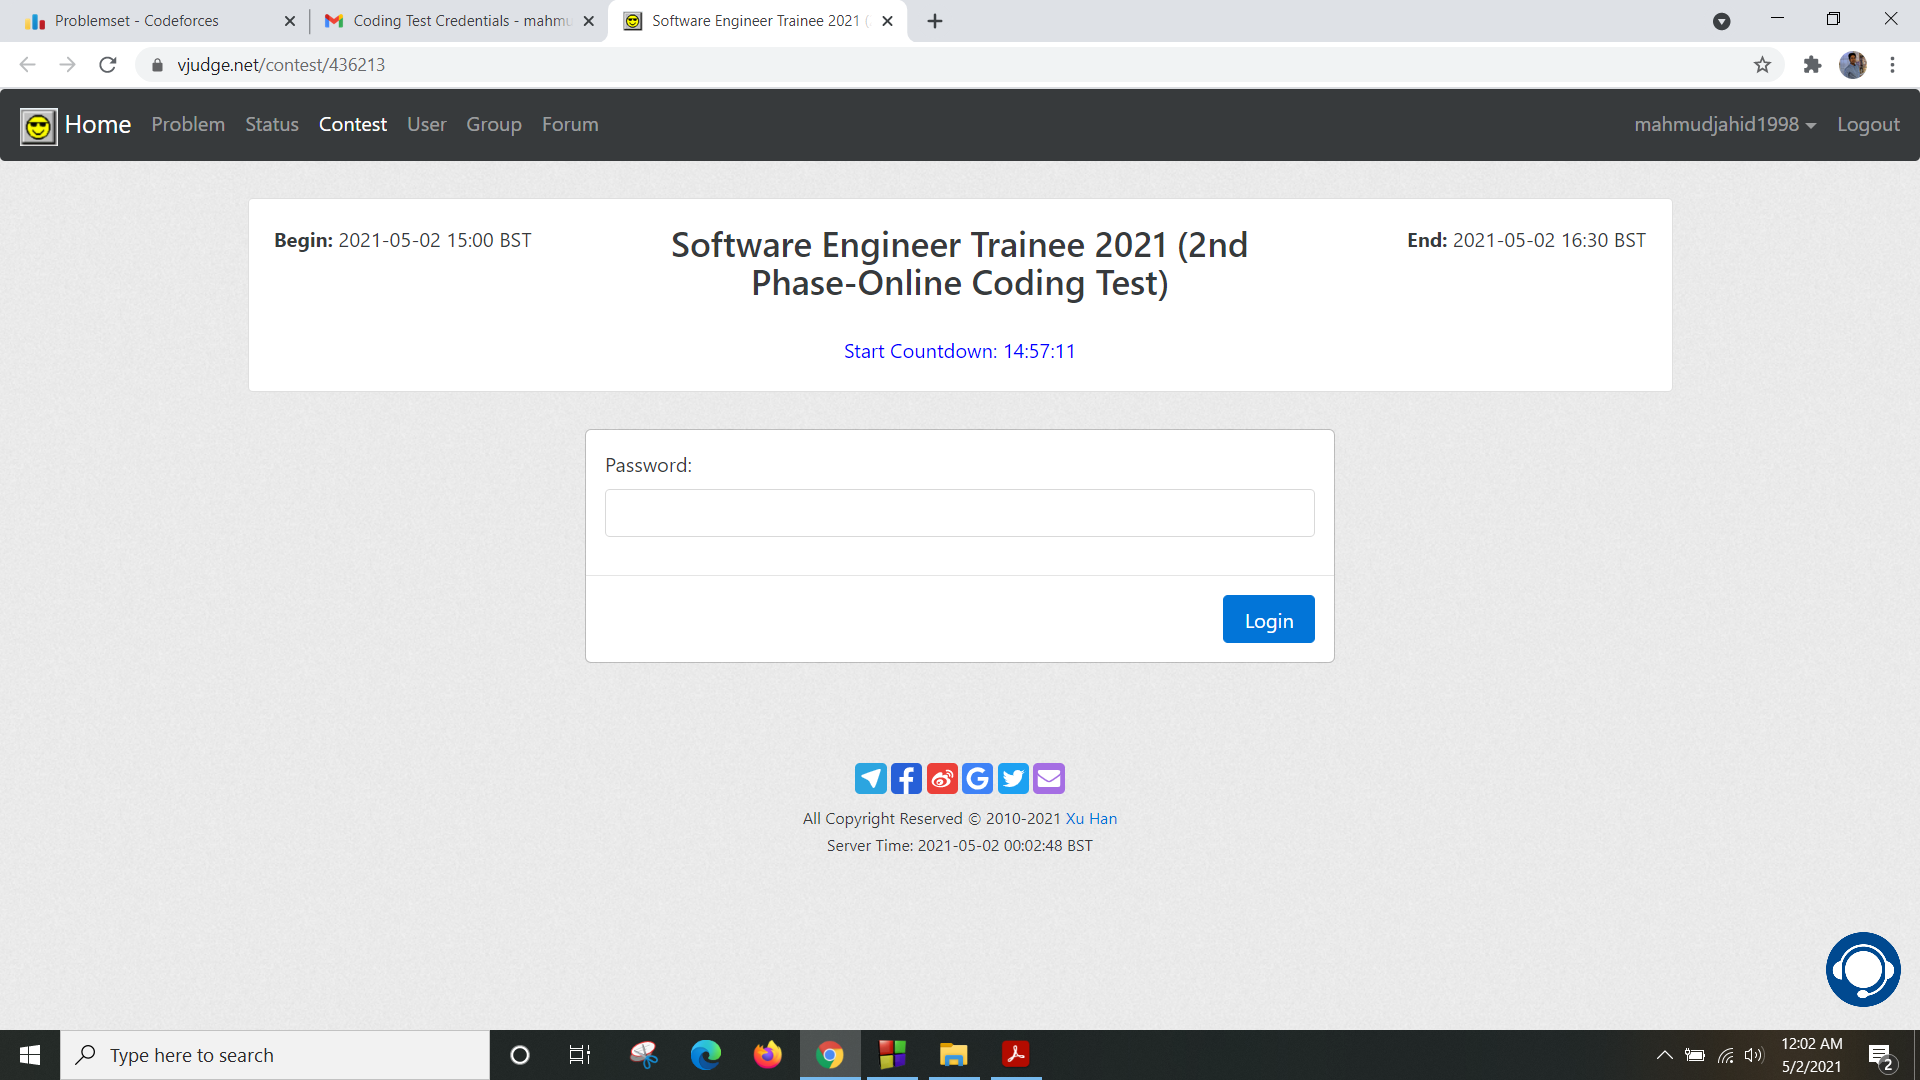 Problemset - Codeforces
Coding Test Credentials - mahmu
Software Engineer Trainee 2021 (
vjudge.net/contest/436213
Home Problem Status Contest User Group Forum mahmudjahid1998 Logout
Begin: 2021-05-02 15:00 BST
Software Engineer Trainee 2021 (2nd
Phase-Online Coding Test)
End: 2021-05-02 16:30 BST
Start Countdown: 14:57:11
Password:
Login
All Copyright Reserved © 2010-2021 Xu Han
Server Time: 2021-05-02 00:02:48 BST
Type here to search
12:02 AM
5/2/2021
2